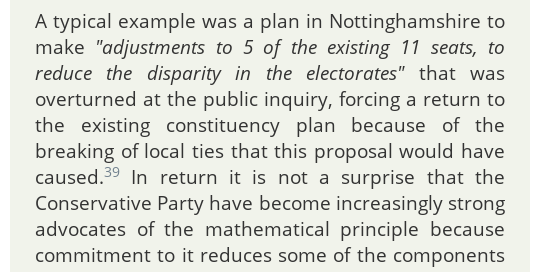 A typical example was a plan in Nottinghamshire to
make "adjustments to 5 of the existing 11 seats, to
reduce the disparity in the electorates" that was
overturned at the public inquiry, forcing a return to
the existing constituency plan because of the
breaking of local ties that this proposal would have
caused.39 In return it is not a surprise that the
Conservative Party have become increasingly strong
advocates of the mathematical principle because
commitment to it reduces some of the components